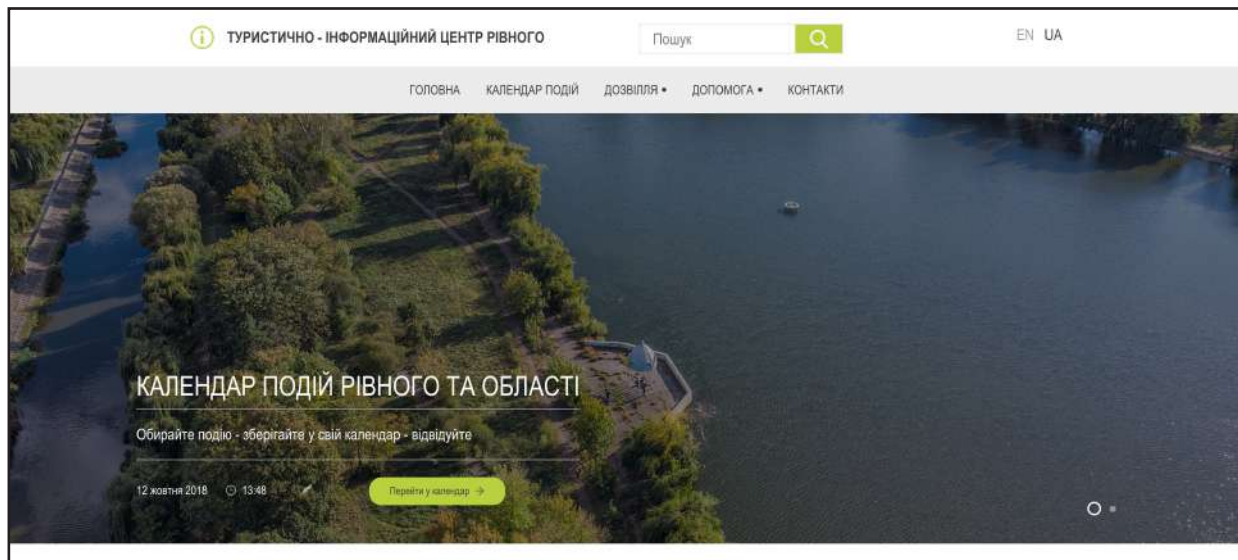 ТУРИСТИЧНО - ІНФОРМАЦІЙНИЙ ЦЕНТР РІВНОГО
Пошук
EN UA
ГОЛОВНА КАЛЕНДАР ПОДІЙ ДОЗВІЛЛЯ • ДОПОМОГА • КОНТАКТИ
КАЛЕНДАР ПОДІЙ РІВНОГО ТА ОБЛАСТІ
Обирайте подію - зберігайте у свій календар - відвідуйте
12 жовтня 2018 13:48 Перейти у календар →